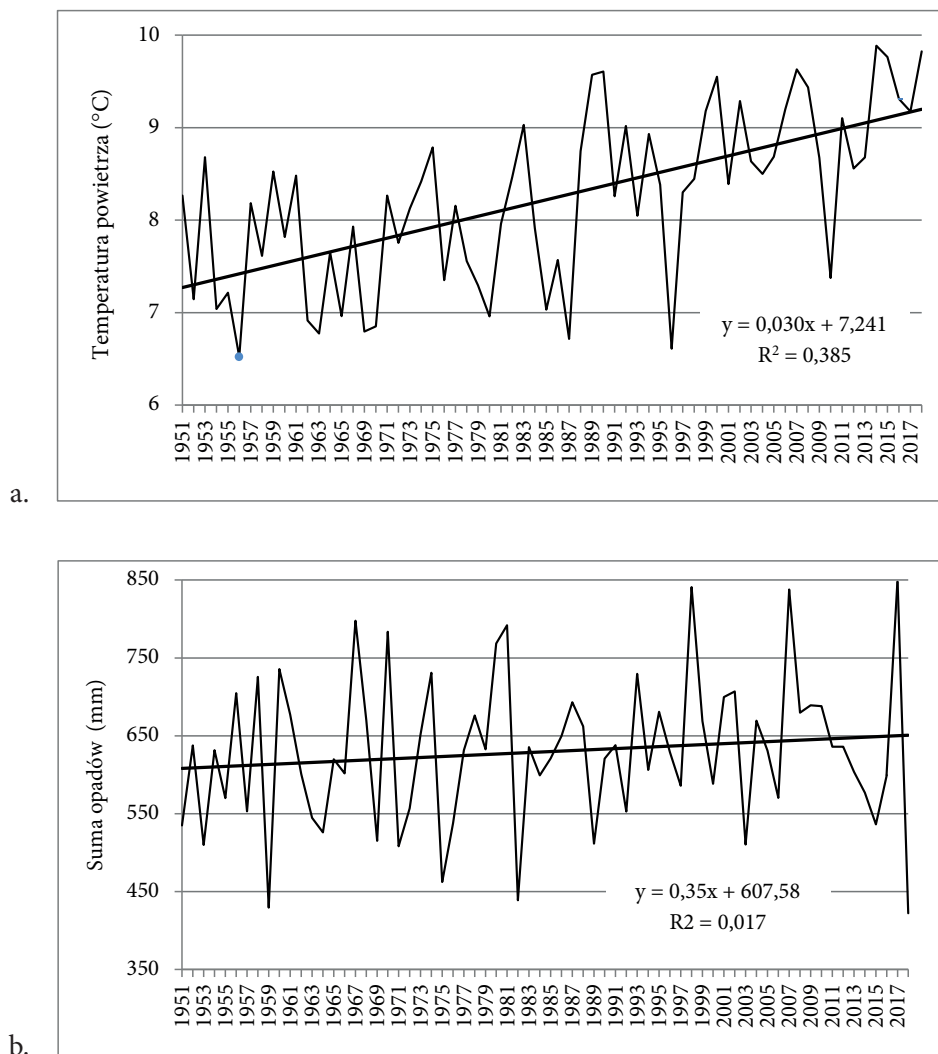 10
9
8
7
6
Temperatura powietrza (°C)
y = 0,030x + 7,241
R² = 0,385
1951 1953 1955 1957 1959 1961 1963 1965 1967 1969 1971 1973 1975 1977 1979 1981 1983 1985 1987 1989 1991 1993 1995 1997 1999 2001 2003 2005 2007 2009 2011 2013 2015 2017
a.
850
750
650
550
450
350
Suma opadów (mm)
y = 0,35x + 607,58
R2 = 0,017
1951 1953 1955 1957 1959 1961 1963 1965 1967 1969 1971 1973 1975 1977 1979 1981 1983 1985 1987 1989 1991 1993 1995 1997 1999 2001 2003 2005 2007 2009 2011 2013 2015 2017
b.